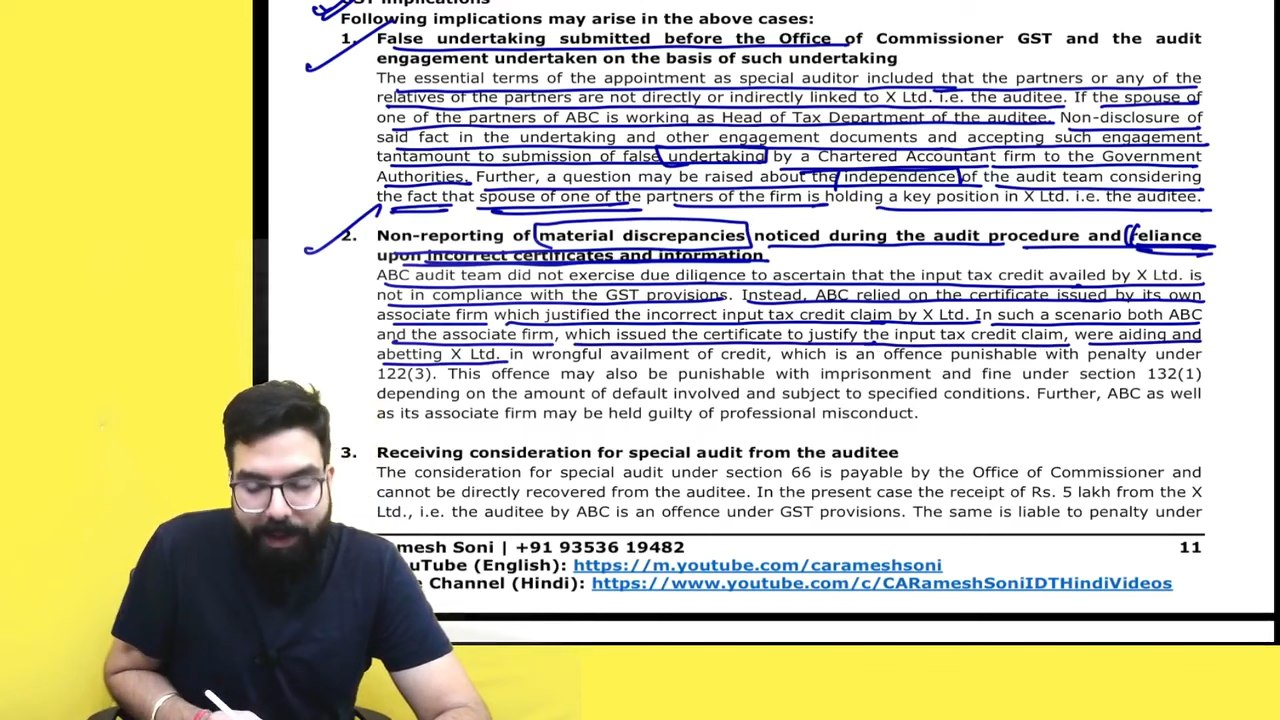 ST Implications
Following implications may arise in the above cases:
1. False undertaking submitted before the Office of Commissioner GST and the audit
engagement undertaken on the basis of such undertaking
The essential terms of the appointment as special auditor included that the partners or any of the
relatives of the partners are not directly or indirectly linked to X Ltd. i.e. the auditee. If the spouse of
one of the partners of ABC is working as Head of Tax Department of the auditee. Non-disclosure of
said fact in the undertaking and other engagement documents and accepting such engagement
tantamount to submission of false undertaking by a Chartered Accountant firm to the Government
Authorities. Further, a question may be raised about the independence of the audit team considering
the fact that spouse of one of the partners of the firm is holding a key position in X Ltd. i.e. the auditee.
2. Non-reporting of material discrepancies noticed during the audit procedure and reliance
upon incorrect certificates and information
ABC audit team did not exercise due diligence to ascertain that the input tax credit availed by X Ltd. is
not in compliance with the GST provisions. Instead, ABC relied on the certificate issued by its own
associate firm which justified the incorrect input tax credit claim by X Ltd. In such a scenario both ABC
and the associate firm, which issued the certificate to justify the input tax credit claim, were aiding and
abetting X Ltd. in wrongful availment of credit, which is an offence punishable with penalty under
122(3). This offence may also be punishable with imprisonment and fine under section 132(1)
depending on the amount of default involved and subject to specified conditions. Further, ABC as well
as its associate firm may be held guilty of professional misconduct.
3. Receiving consideration for special audit from the auditee
The consideration for special audit under section 66 is payable by the Office of Commissioner and
cannot be directly recovered from the auditee. In the present case the receipt of Rs. 5 lakh from the X
Ltd., i.e. the auditee by ABC is an offence under GST provisions. The same is liable to penalty under
mesh Soni | +91 93536 19482 11
uTube (English): https://m.youtube.com/carameshsoni
e Channel (Hindi): https://www.youtube.com/c/CARameshSoniIDTHindiVideos